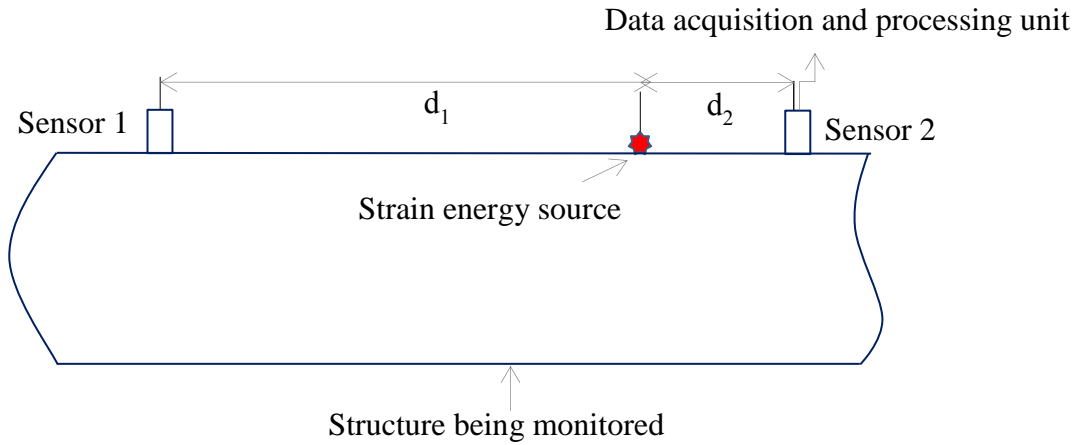 Data acquisition and processing unit
d1
d2
Sensor 1
Sensor 2
Strain energy source
Structure being monitored